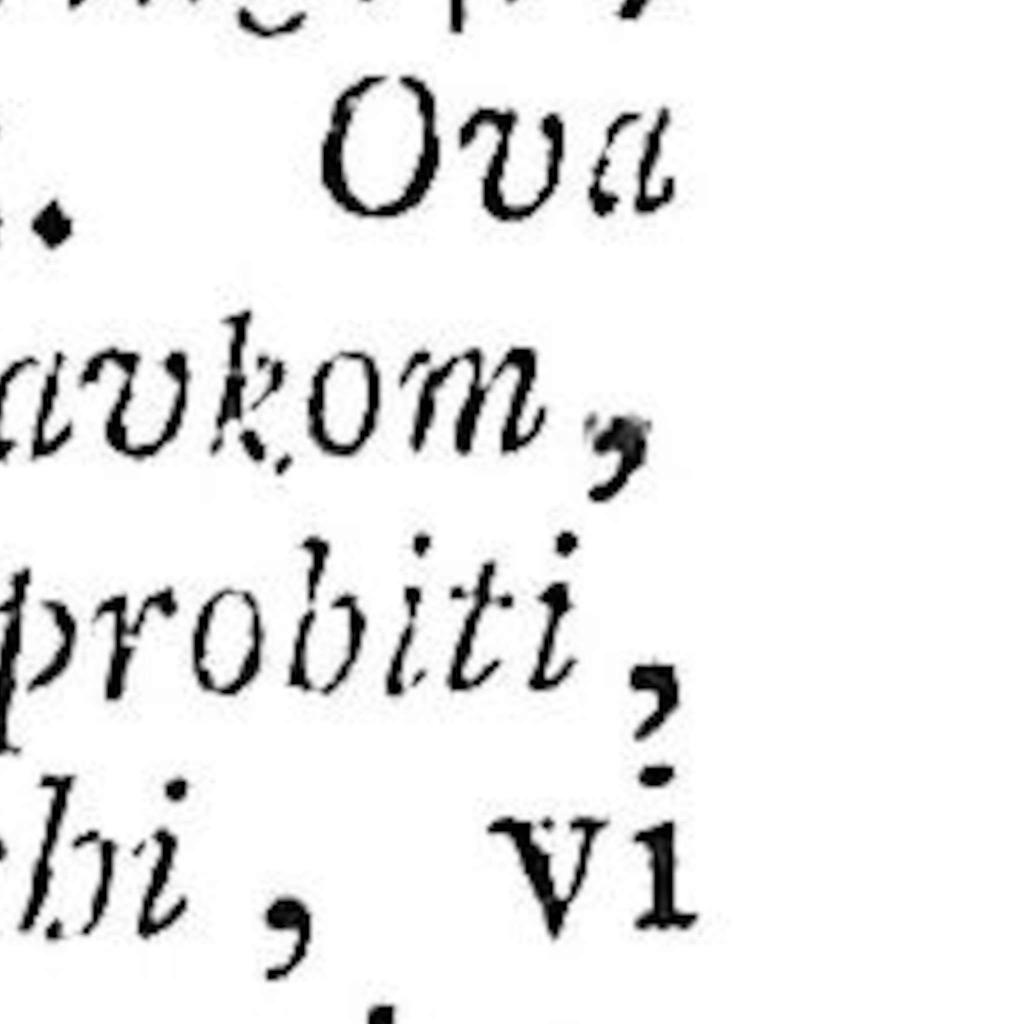 . Ova
avkom,
probiti,
hi, vi